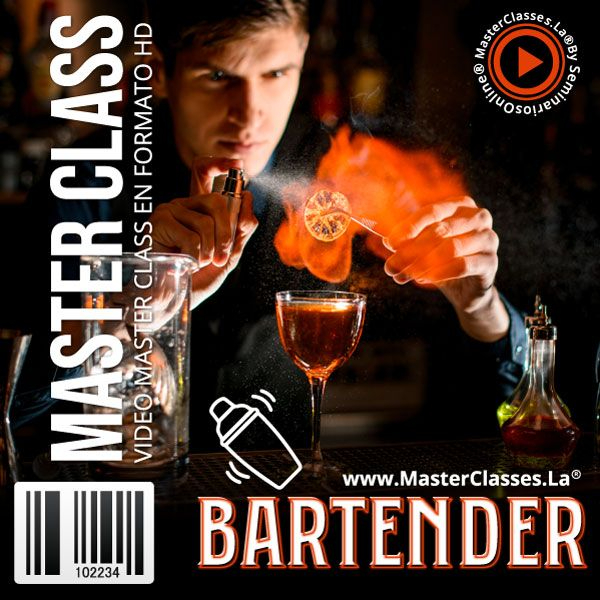 MASTER CLASS
VIDEO MASTER CLASS EN FORMATO HD
MasterClasses.La®By SeminariosOnline®
www.MasterClasses.La®
BARTENDER
102234